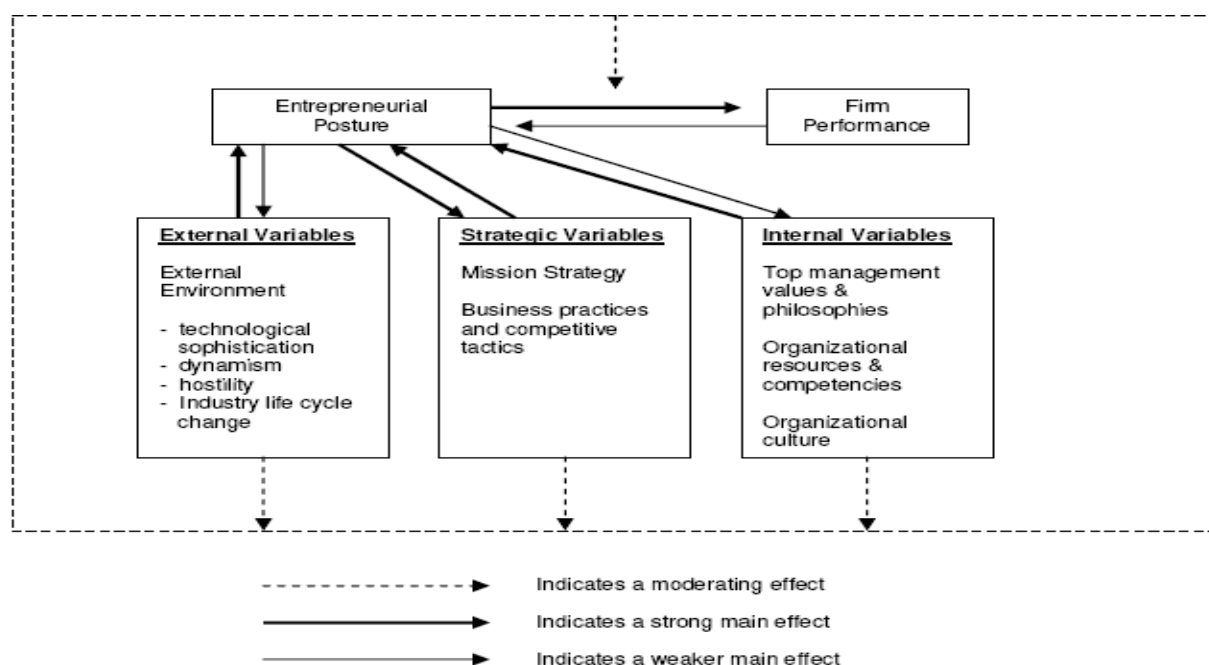 Entrepreneurial
Posture
Firm
Performance
External Variables
External
Environment
- technological
sophistication
- dynamism
- hostility
- Industry life cycle
change
Strategic Variables
Mission Strategy
Business practices
and competitive
tactics
Internal Variables
Top management
values &
philosophies
Organizational
resources &
competencies
Organizational
culture
Indicates a moderating effect
Indicates a strong main effect
Indicates a weaker main effect